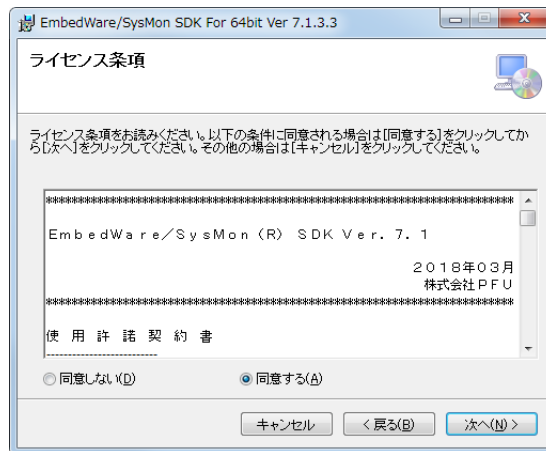 EmbedWare/SysMon SDK For 64bit Ver 7.1.3.3
ライセンス条項
ライセンス条項をお読みください。以下の条件に同意される場合は[同意する]をクリックしてか
ら[次へ]をクリックしてください。その他の場合は[キャンセル]をクリックしてください。
EmbedWare/SysMon(R) SDK Ver.7.1
2018年03月
株式会社PFU
使 用 許 諾 契 約 書
同意しない(D) 同意する(A)
キャンセル < 戻る(B) 次へ(N) >